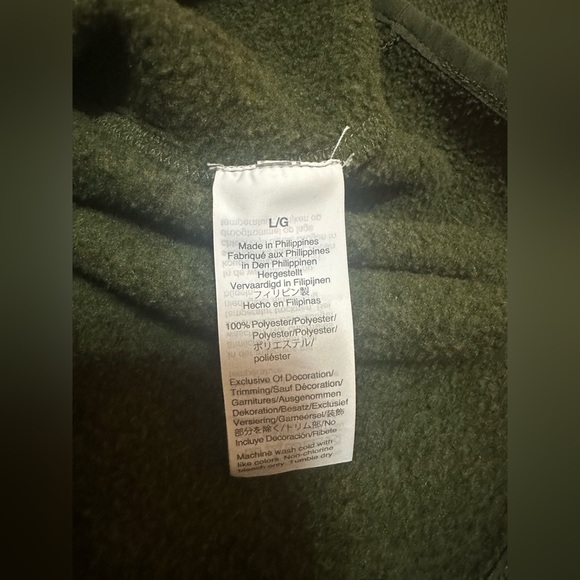 L/G
Made in Philippines
Fabriqué aux Philippines
in Den Philippinen
Hergestellt
Vervaardigd in Filipijnen
フィリピン製
Hecho en Filipinas
100% Polyester/Polyester/
Polyester/Polyester/
ポリエステル/
poliéster
Exclusive Of Decoration/
Trimming/Sauf Décoration/
Garnitures/Ausgenommen
Dekoration/Besatz/Exclusief
Versiering/Garneersel/装飾
部分を除く/トリム部/No
Incluye Decoración/Ribete
Machine wash cold with
like colors. Non-chlorine
bleach only. Tumble dry